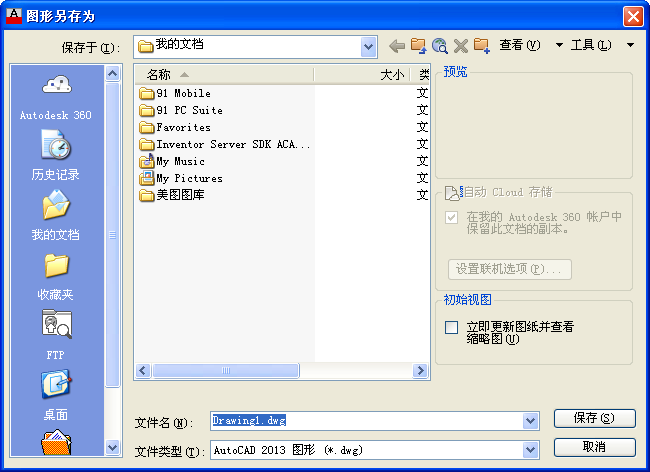 图形另存为
保存于(I):
我的文档
查看(V)
工具(L)
Autodesk 360
历史记录
我的文档
收藏夹
FTP
桌面
名称 大小 类
91 Mobile 文
91 PC Suite 文
Favorites 文
Inventor Server SDK ACA... 文
My Music 文
My Pictures 文
美图图库 文
预览
自动 Cloud 存储
在我的 Autodesk 360 帐户中
保留此文档的副本。
设置联机选项(P)...
初始视图
立即更新图纸并查看
缩略图(U)
文件名(N): Drawing1.dwg
保存(S)
文件类型(T): AutoCAD 2013 图形 (*.dwg)
取消